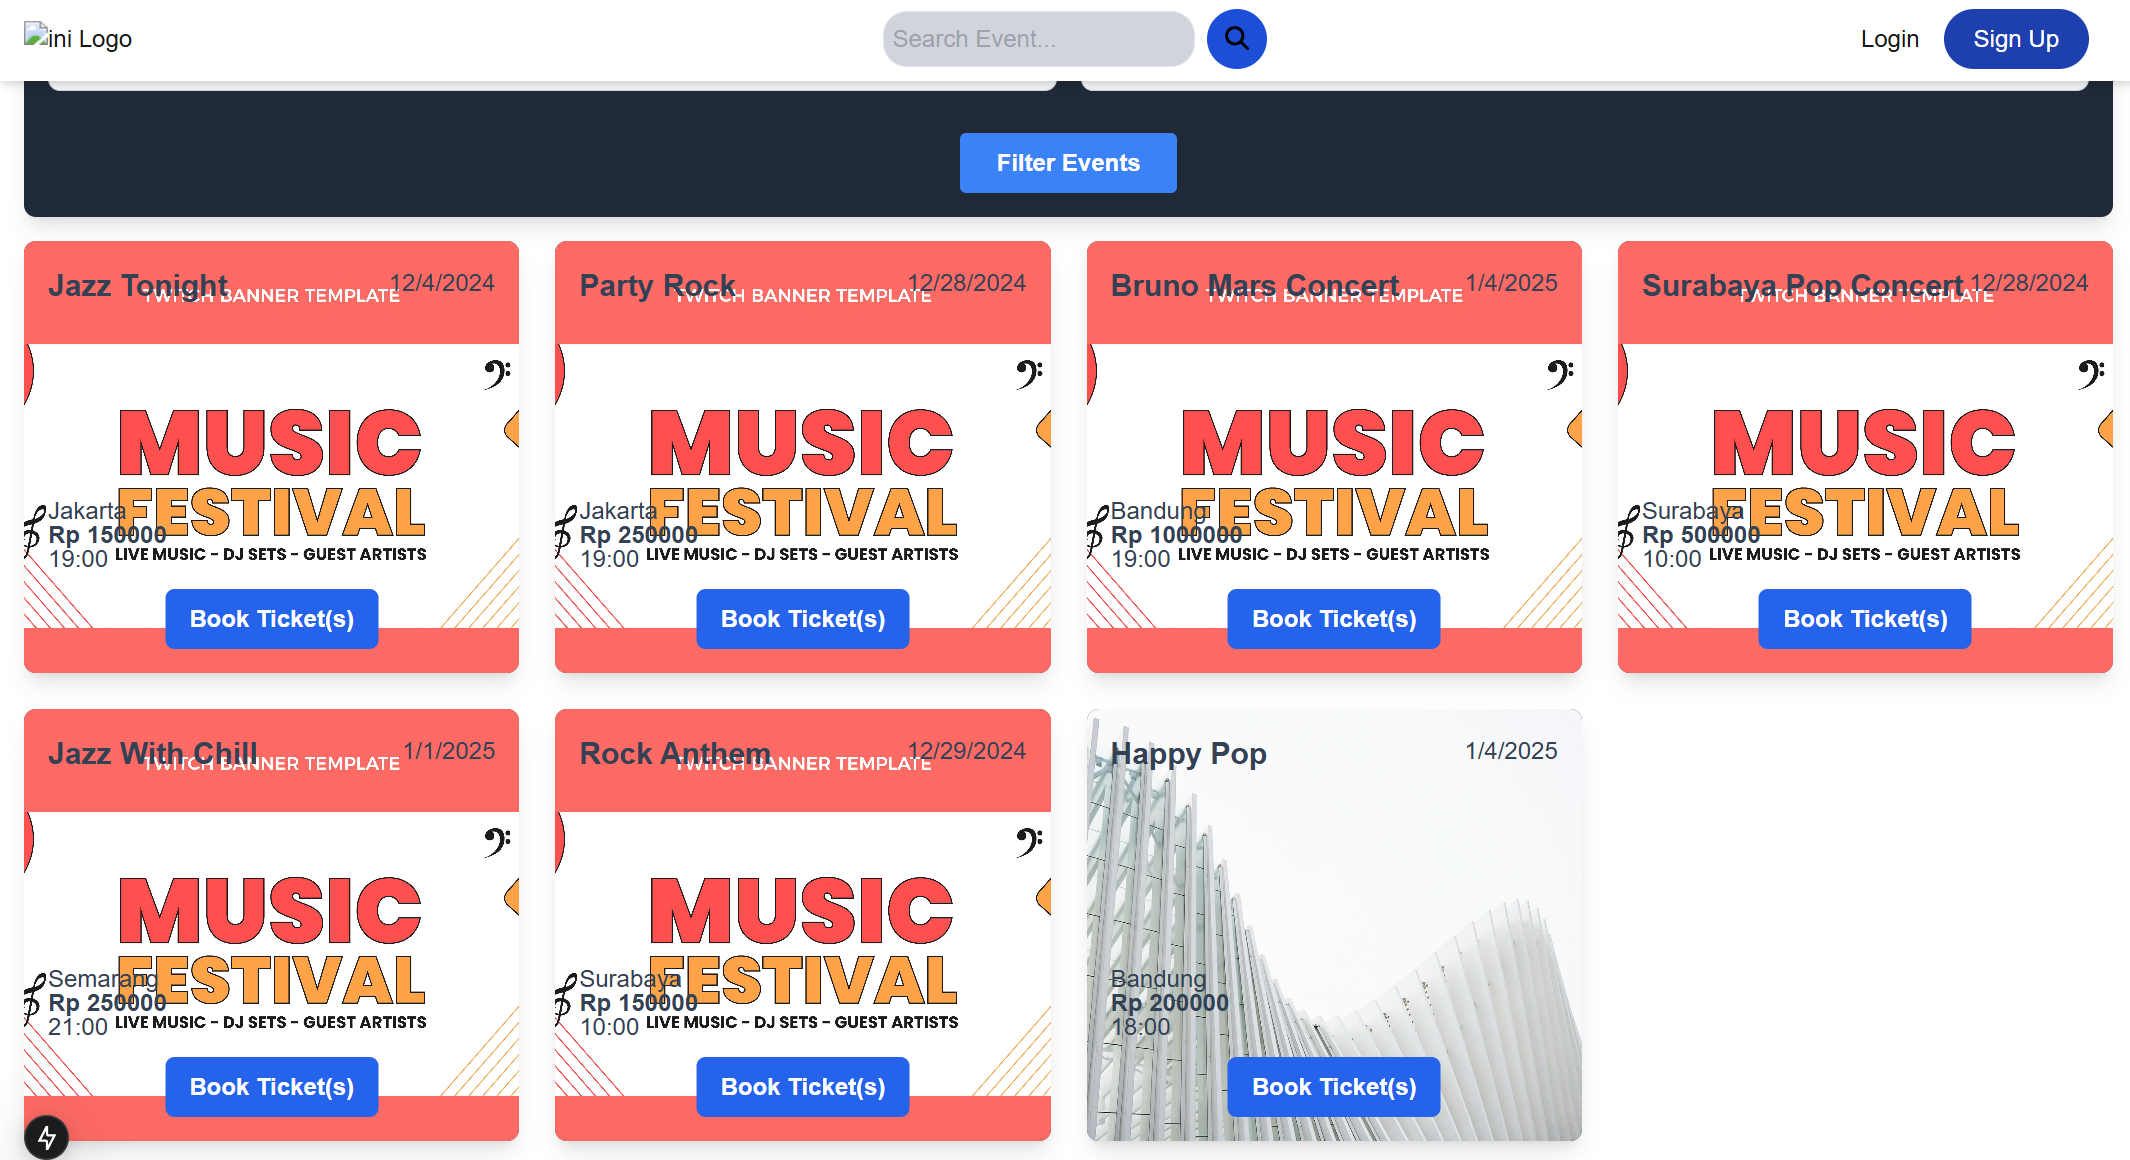 ini Logo
Search Event...
Login
Sign Up
Filter Events
Jazz Tonight
12/4/2024
TWITCH BANNER TEMPLATE
MUSIC
FESTIVAL
LIVE MUSIC - DJ SETS - GUEST ARTISTS
Jakarta
Rp 150000
19:00
Book Ticket(s)
Party Rock
12/28/2024
TWITCH BANNER TEMPLATE
MUSIC
FESTIVAL
LIVE MUSIC - DJ SETS - GUEST ARTISTS
Jakarta
Rp 250000
19:00
Book Ticket(s)
Bruno Mars Concert
1/4/2025
TWITCH BANNER TEMPLATE
MUSIC
FESTIVAL
LIVE MUSIC - DJ SETS - GUEST ARTISTS
Bandung
Rp 1000000
19:00
Book Ticket(s)
Surabaya Pop Concert
12/28/2024
TWITCH BANNER TEMPLATE
MUSIC
FESTIVAL
LIVE MUSIC - DJ SETS - GUEST ARTISTS
Surabaya
Rp 500000
10:00
Book Ticket(s)
Jazz With Chill
1/1/2025
TWITCH BANNER TEMPLATE
MUSIC
FESTIVAL
LIVE MUSIC - DJ SETS - GUEST ARTISTS
Semarang
Rp 250000
21:00
Book Ticket(s)
Rock Anthem
12/29/2024
TWITCH BANNER TEMPLATE
MUSIC
FESTIVAL
LIVE MUSIC - DJ SETS - GUEST ARTISTS
Surabaya
Rp 150000
10:00
Book Ticket(s)
Happy Pop
1/4/2025
Bandung
Rp 200000
18:00
Book Ticket(s)